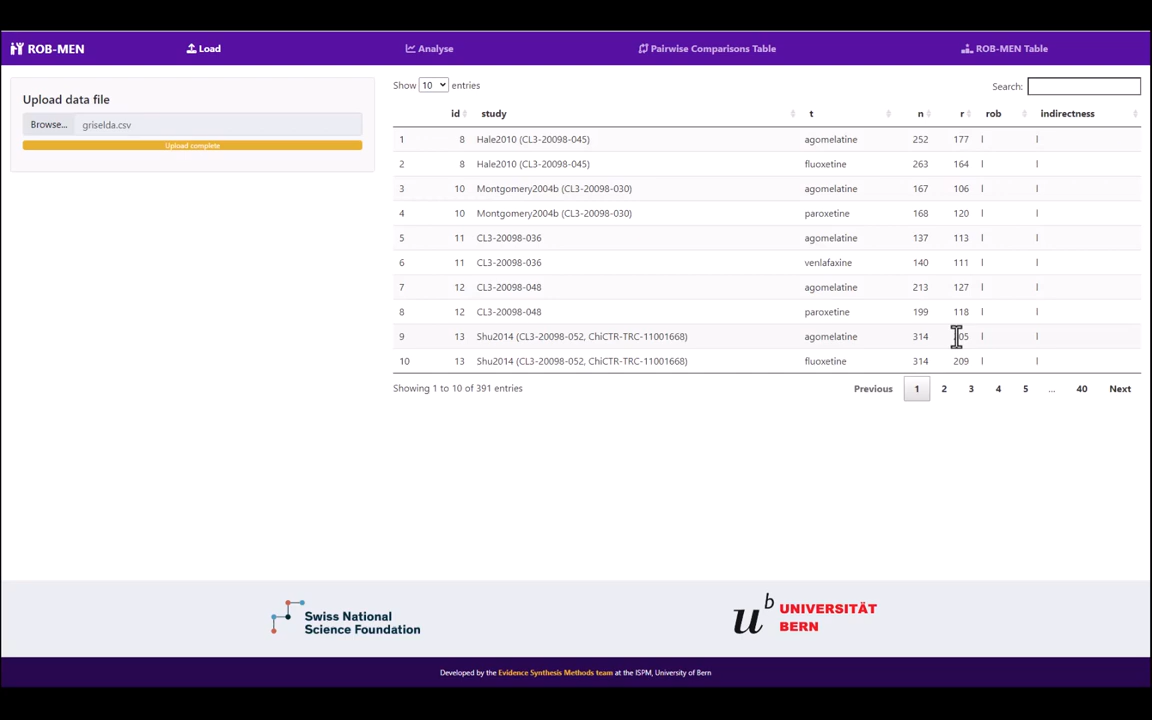 ROB-MEN Load Analyse Pairwise Comparisons Table ROB-MEN Table
Upload data file
Browse... griselda.csv
Upload complete
Show 10 entries Search:
id study t n r rob indirectness
1 8 Hale2010 (CL3-20098-045) agomelatine 252 177 l l
2 8 Hale2010 (CL3-20098-045) fluoxetine 263 164 l l
3 10 Montgomery2004b (CL3-20098-030) agomelatine 167 106 l l
4 10 Montgomery2004b (CL3-20098-030) paroxetine 168 120 l l
5 11 CL3-20098-036 agomelatine 137 113 l l
6 11 CL3-20098-036 venlafaxine 140 111 l l
7 12 CL3-20098-048 agomelatine 213 127 l l
8 12 CL3-20098-048 paroxetine 199 118 l l
9 13 Shu2014 (CL3-20098-052, ChiCTR-TRC-11001668) agomelatine 314 l l
10 13 Shu2014 (CL3-20098-052, ChiCTR-TRC-11001668) fluoxetine 314 209 l l
Showing 1 to 10 of 391 entries Previous 1 2 3 4 5 ... 40 Next
Swiss National
Science Foundation
u b UNIVERSITÄT
BERN
Developed by the Evidence Synthesis Methods team at the ISPM, University of Bern